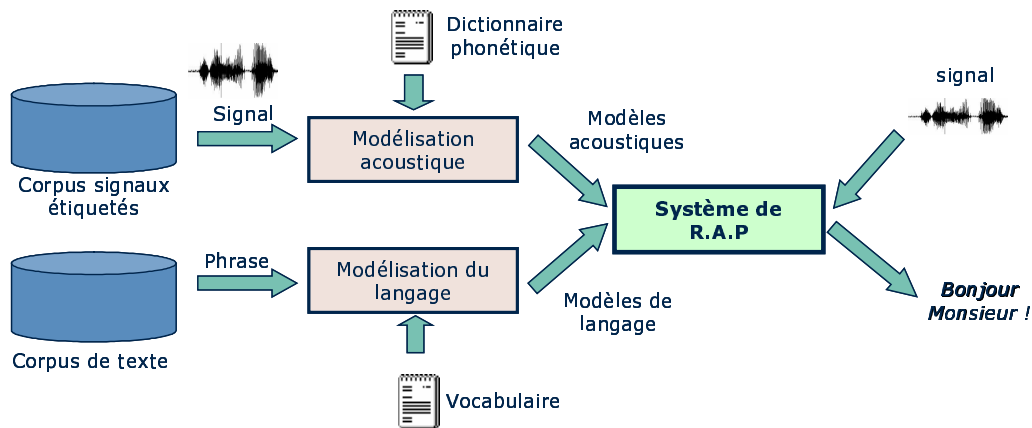 Dictionnaire
phonétique
signal
Signal
Modélisation
acoustique
Modèles
acoustiques
Corpus signaux
étiquetés
Système de
R.A.P
Phrase
Modélisation du
langage
Modèles de
langage
Bonjour
Monsieur !
Corpus de texte
Vocabulaire